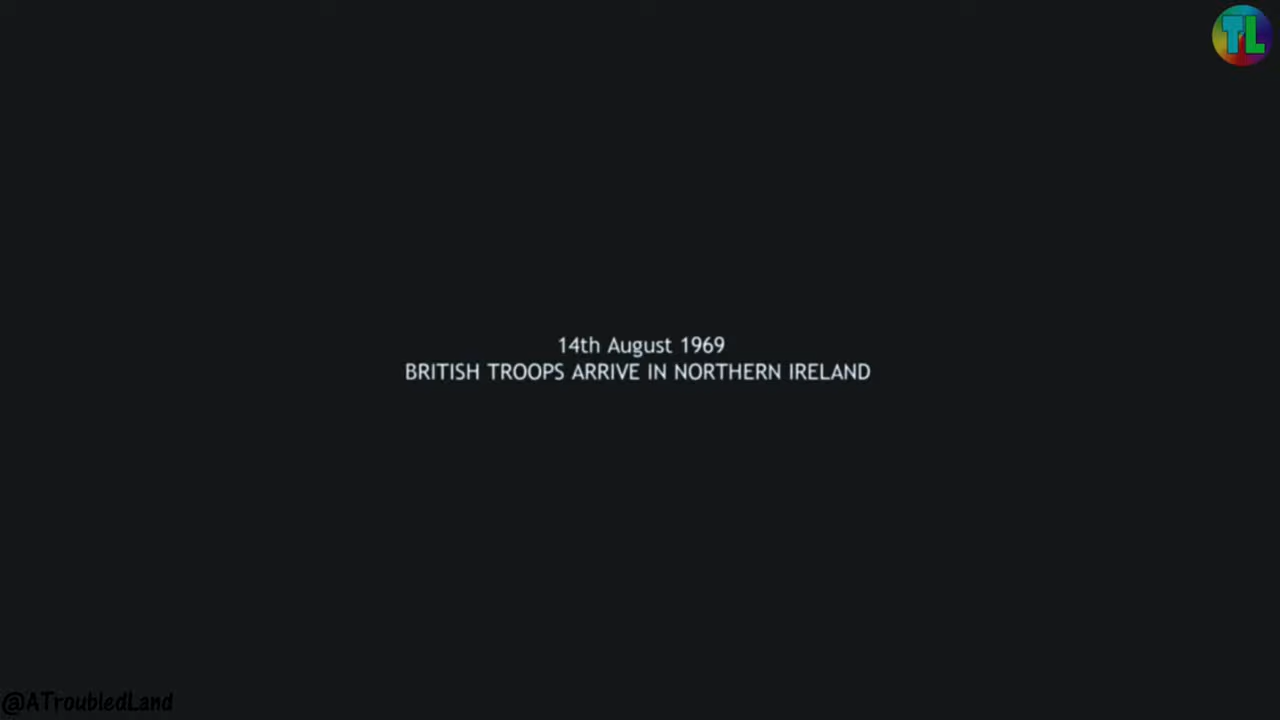 TL
14th August 1969
BRITISH TROOPS ARRIVE IN NORTHERN IRELAND
@ATroubledLand